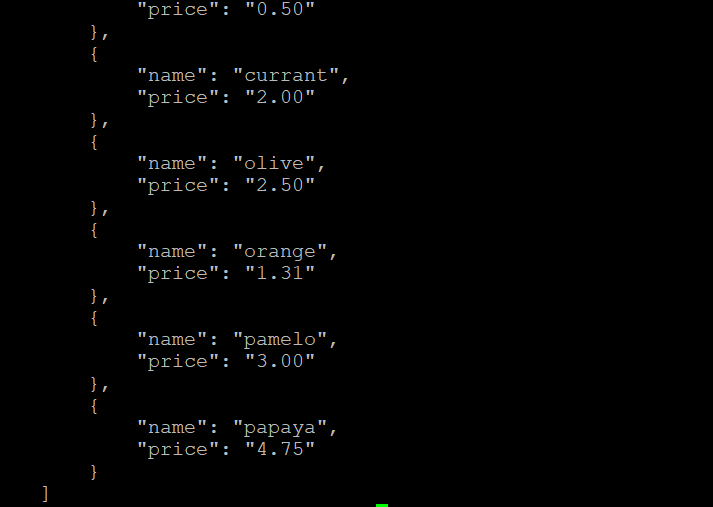 "price": "0.50"
},
{
"name": "currant",
"price": "2.00"
},
{
"name": "olive",
"price": "2.50"
},
{
"name": "orange",
"price": "1.31"
},
{
"name": "pamelo",
"price": "3.00"
},
{
"name": "papaya",
"price": "4.75"
}
]